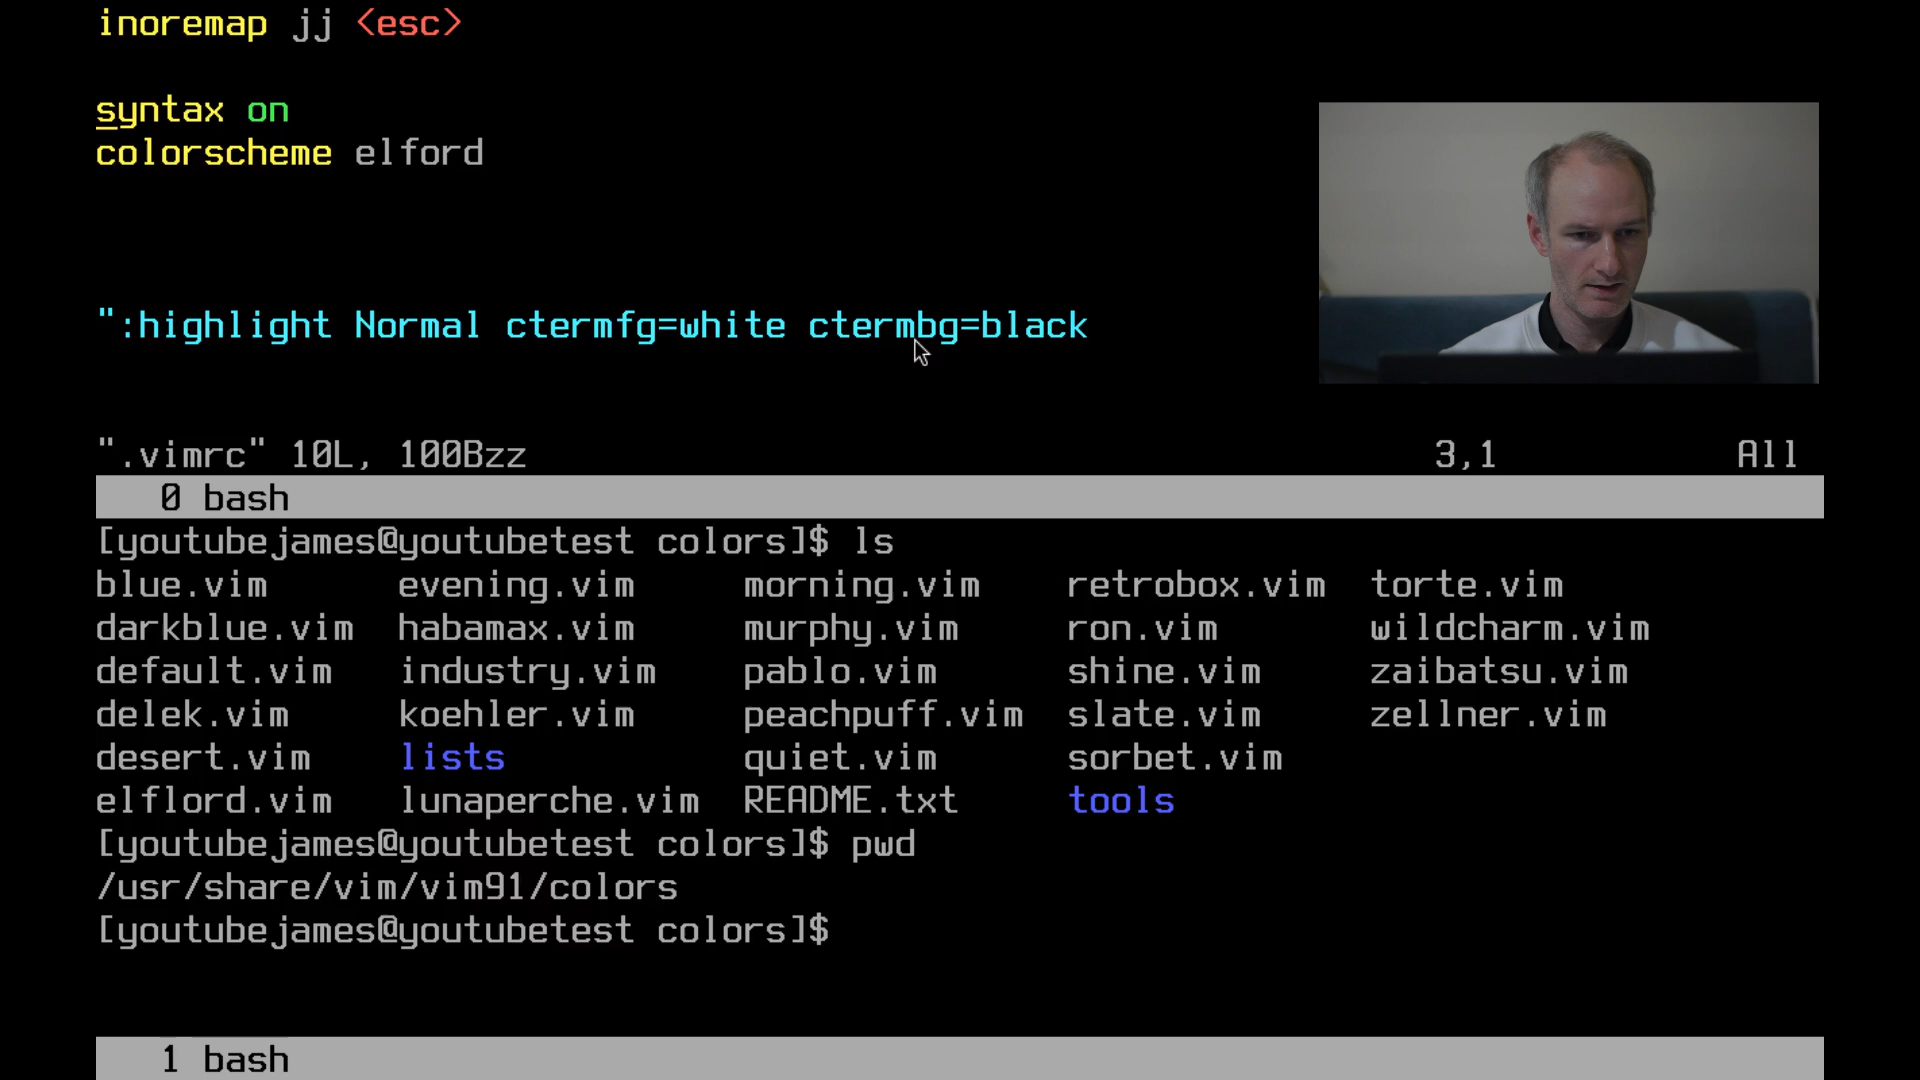 inoremap jj <esc>
syntax on
colorscheme elford
":highlight Normal ctermfg=white ctermbg=black
".vimrc" 10L, 100Bzz 3,1 All
0 bash
[youtubejames@youtubetest colors]$ ls
blue.vim evening.vim morning.vim retrobox.vim torte.vim
darkblue.vim habamax.vim murphy.vim ron.vim wildcharm.vim
default.vim industry.vim pablo.vim shine.vim zaibatsu.vim
delek.vim koehler.vim peachpuff.vim slate.vim zellner.vim
desert.vim lists quiet.vim sorbet.vim
elflord.vim lunaperche.vim README.txt tools
[youtubejames@youtubetest colors]$ pwd
/usr/share/vim/vim91/colors
[youtubejames@youtubetest colors]$
1 bash